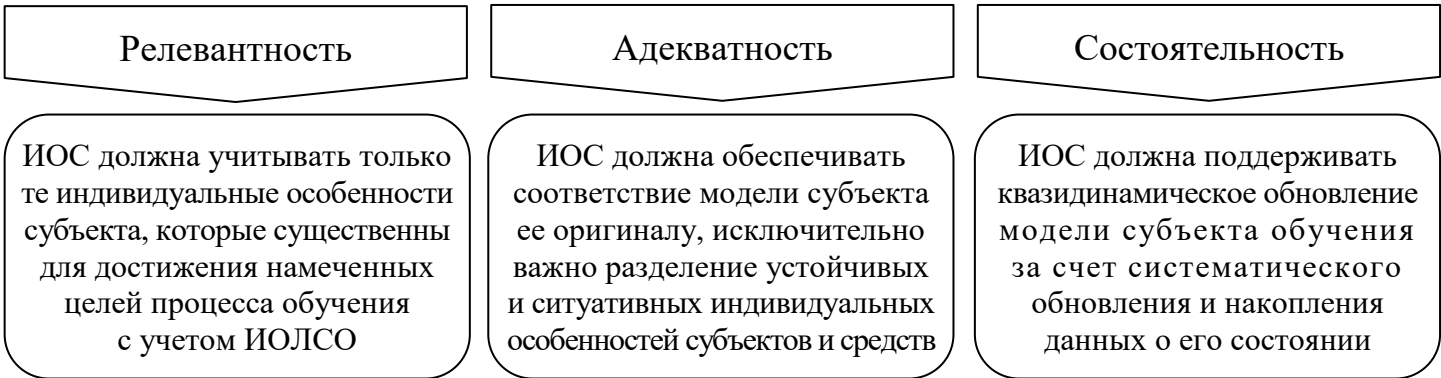 Релевантность
ИОС должна учитывать только
те индивидуальные особенности
субъекта, которые существенны
для достижения намеченных
целей процесса обучения
с учетом ИОЛСО
Адекватность
ИОС должна обеспечивать
соответствие модели субъекта
ее оригиналу, исключительно
важно разделение устойчивых
и ситуативных индивидуальных
особенностей субъектов и средств
Состоятельность
ИОС должна поддерживать
квазидинамическое обновление
модели субъекта обучения
за счет систематического
обновления и накопления
данных о его состоянии